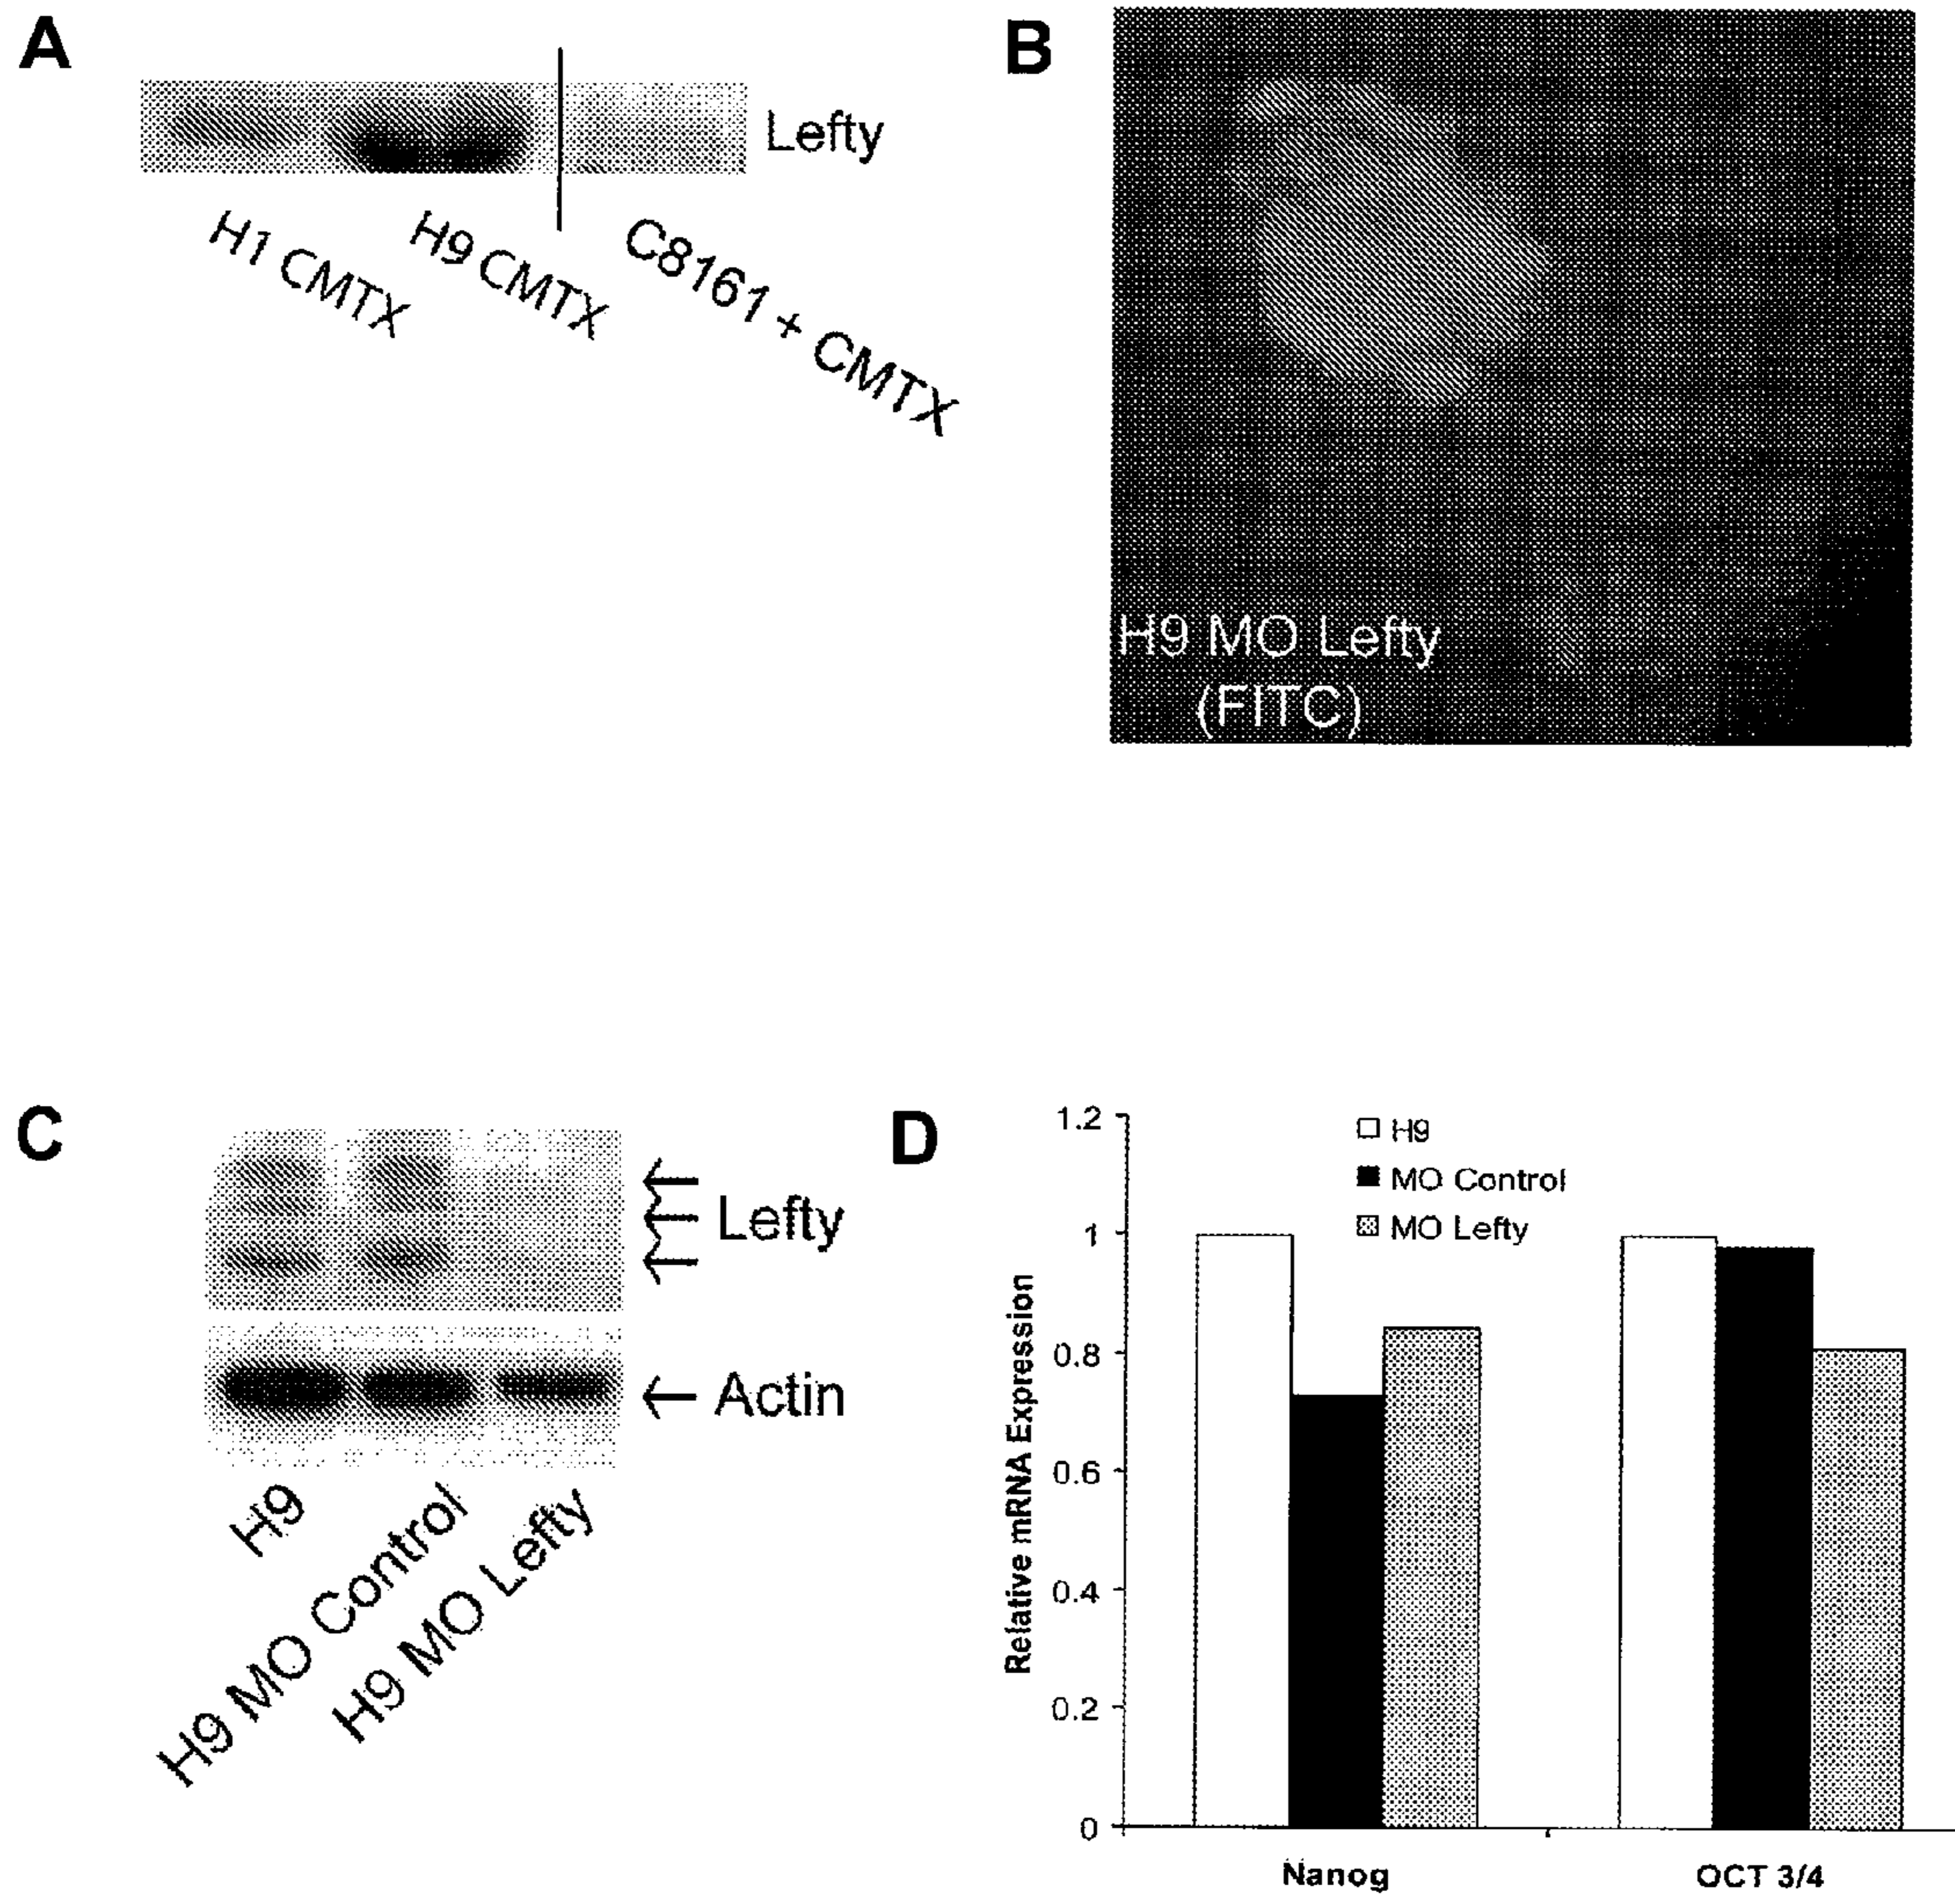 A
Lefty
H1 CMTX
H9 CMTX
C8161 + CMTX
B
H9 MO Lefty
(FITC)
C
Lefty
Actin
H9
H9 MO Control
H9 MO Lefty
D
1.2
1
0.8
0.6
0.4
0.2
0
Relative mRNA Expression
H9
MO Control
MO Lefty
Nanog
OCT 3/4